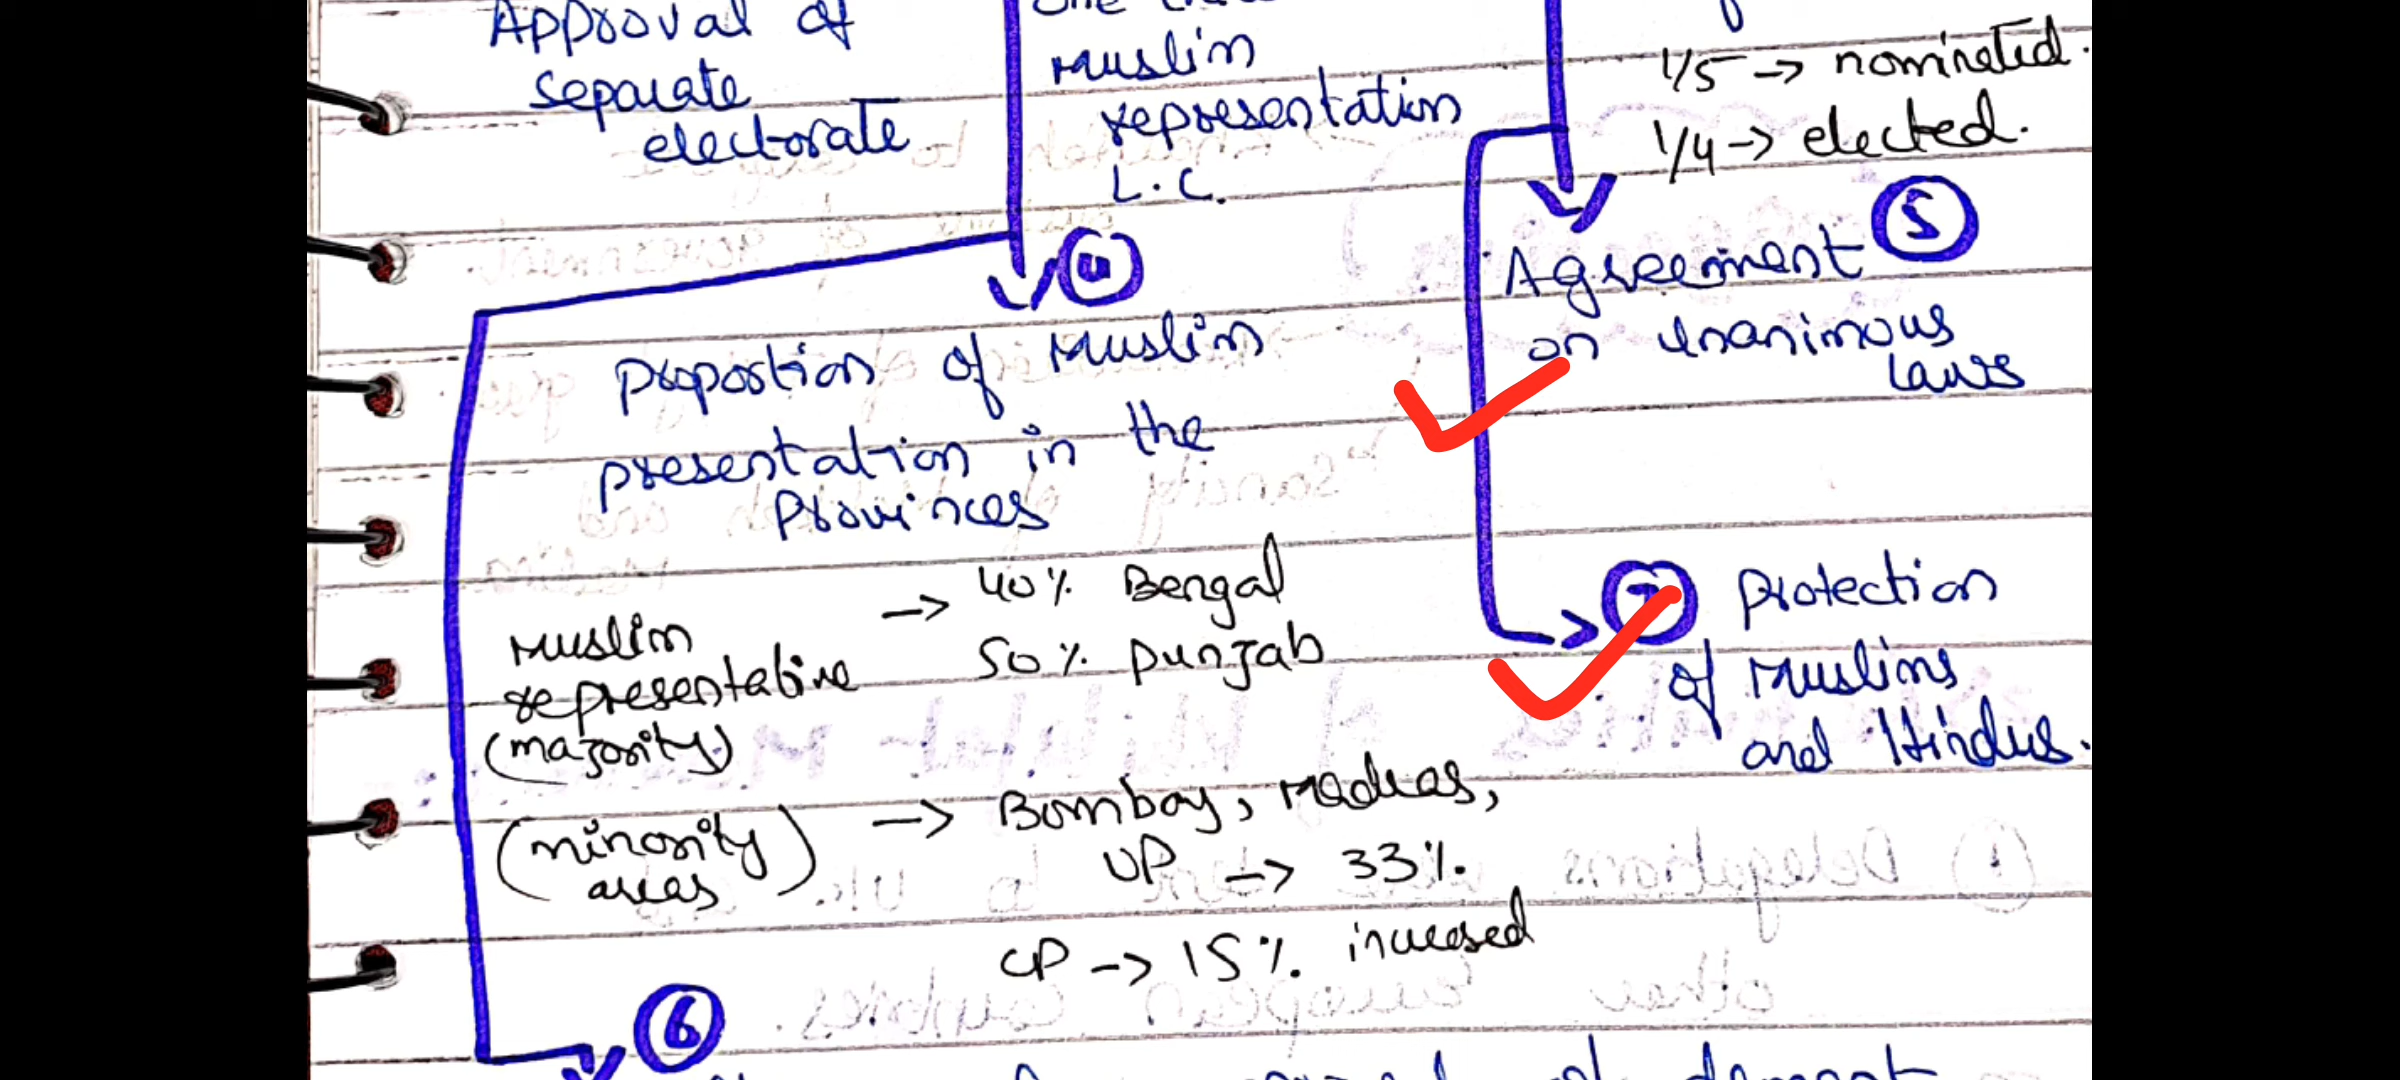 Approval of
separate
electorate
Muslim
representation
L.C.
1/5 → nominated.
1/4 → elected.
④
Proportion of Muslim
presentation in the
Provinces
Muslim
representative
(majority)
→ 40% Bengal
50% Punjab
(minority
areas)
→ Bombay, Madras,
UP → 33%.
CP → 15% increased
⑤
Agreement
on unanimous
laws
⑦ Protection
of Muslims
and Hindus.
⑥